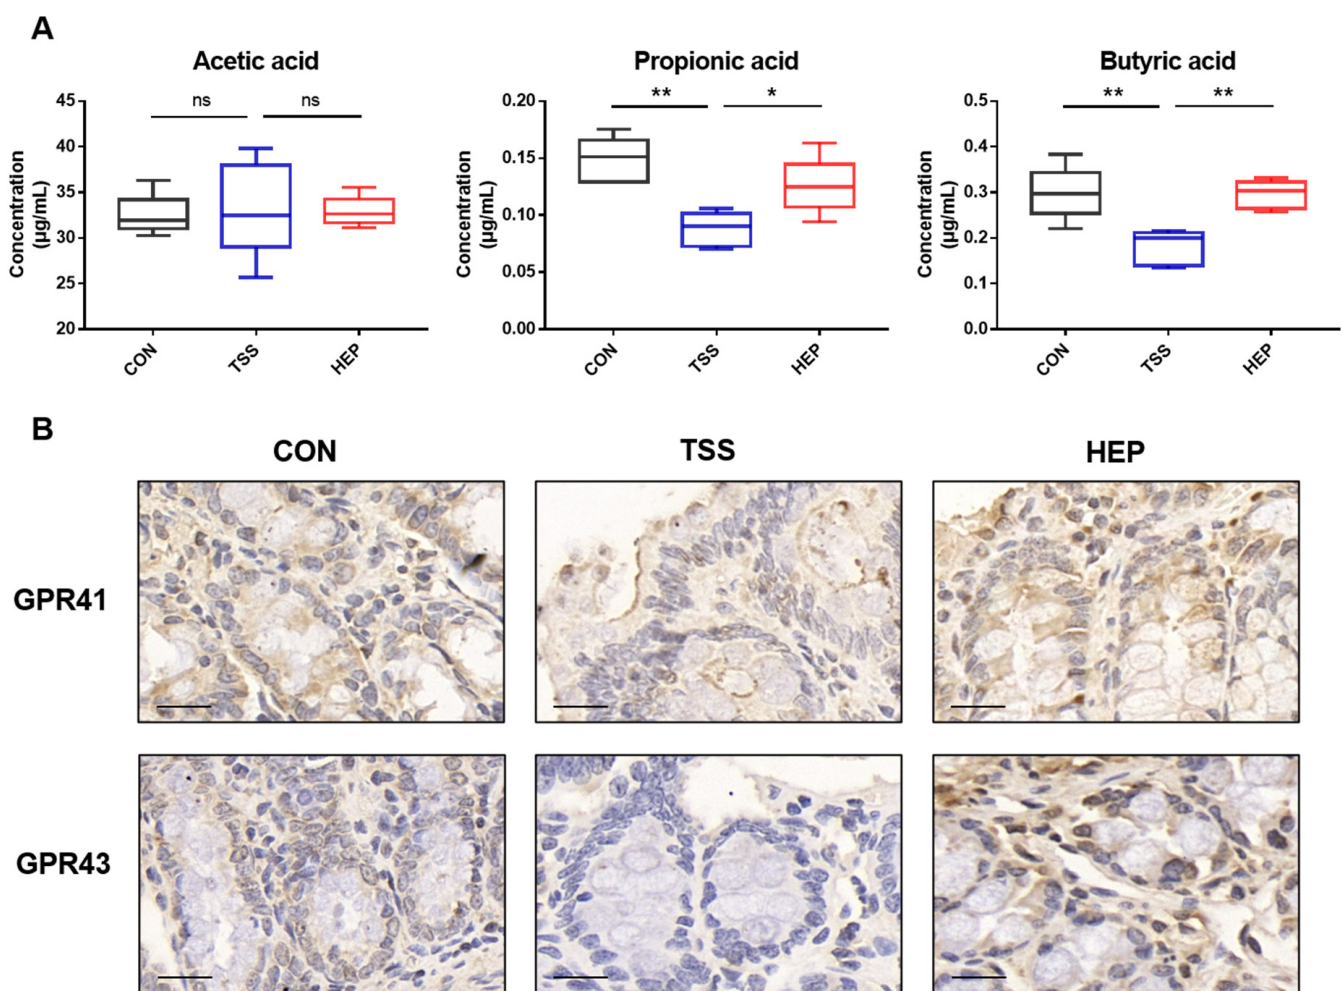 A
Acetic acid
ns
ns
45
40
35
30
25
20
Concentration
(μg/mL)
CON
TSS
HEP
Propionic acid
**
*
0.20
0.15
0.10
0.05
0.00
Concentration
(μg/mL)
CON
TSS
HEP
Butyric acid
**
**
0.5
0.4
0.3
0.2
0.1
0.0
Concentration
(μg/mL)
CON
TSS
HEP
B
CON
TSS
HEP
GPR41
GPR43